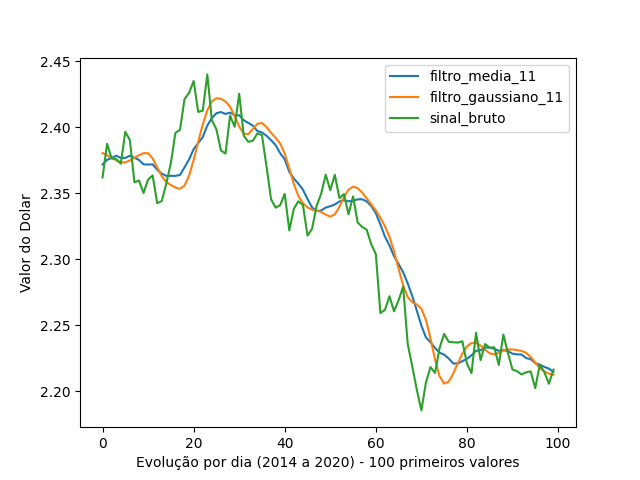 2.45
2.40
2.35
2.30
2.25
2.20
Valor do Dolar
filtro_media_11
filtro_gaussiano_11
sinal_bruto
0 20 40 60 80 100
Evolução por dia (2014 a 2020) - 100 primeiros valores